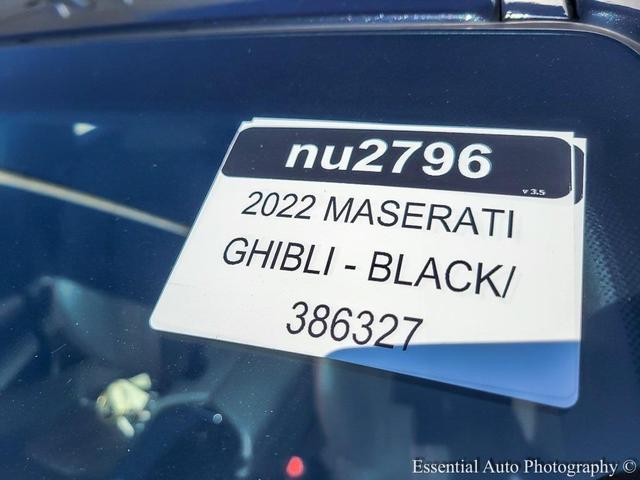 nu2796
v 3.5
2022 MASERATI
GHIBLI - BLACK/
386327
Essential Auto Photography ©